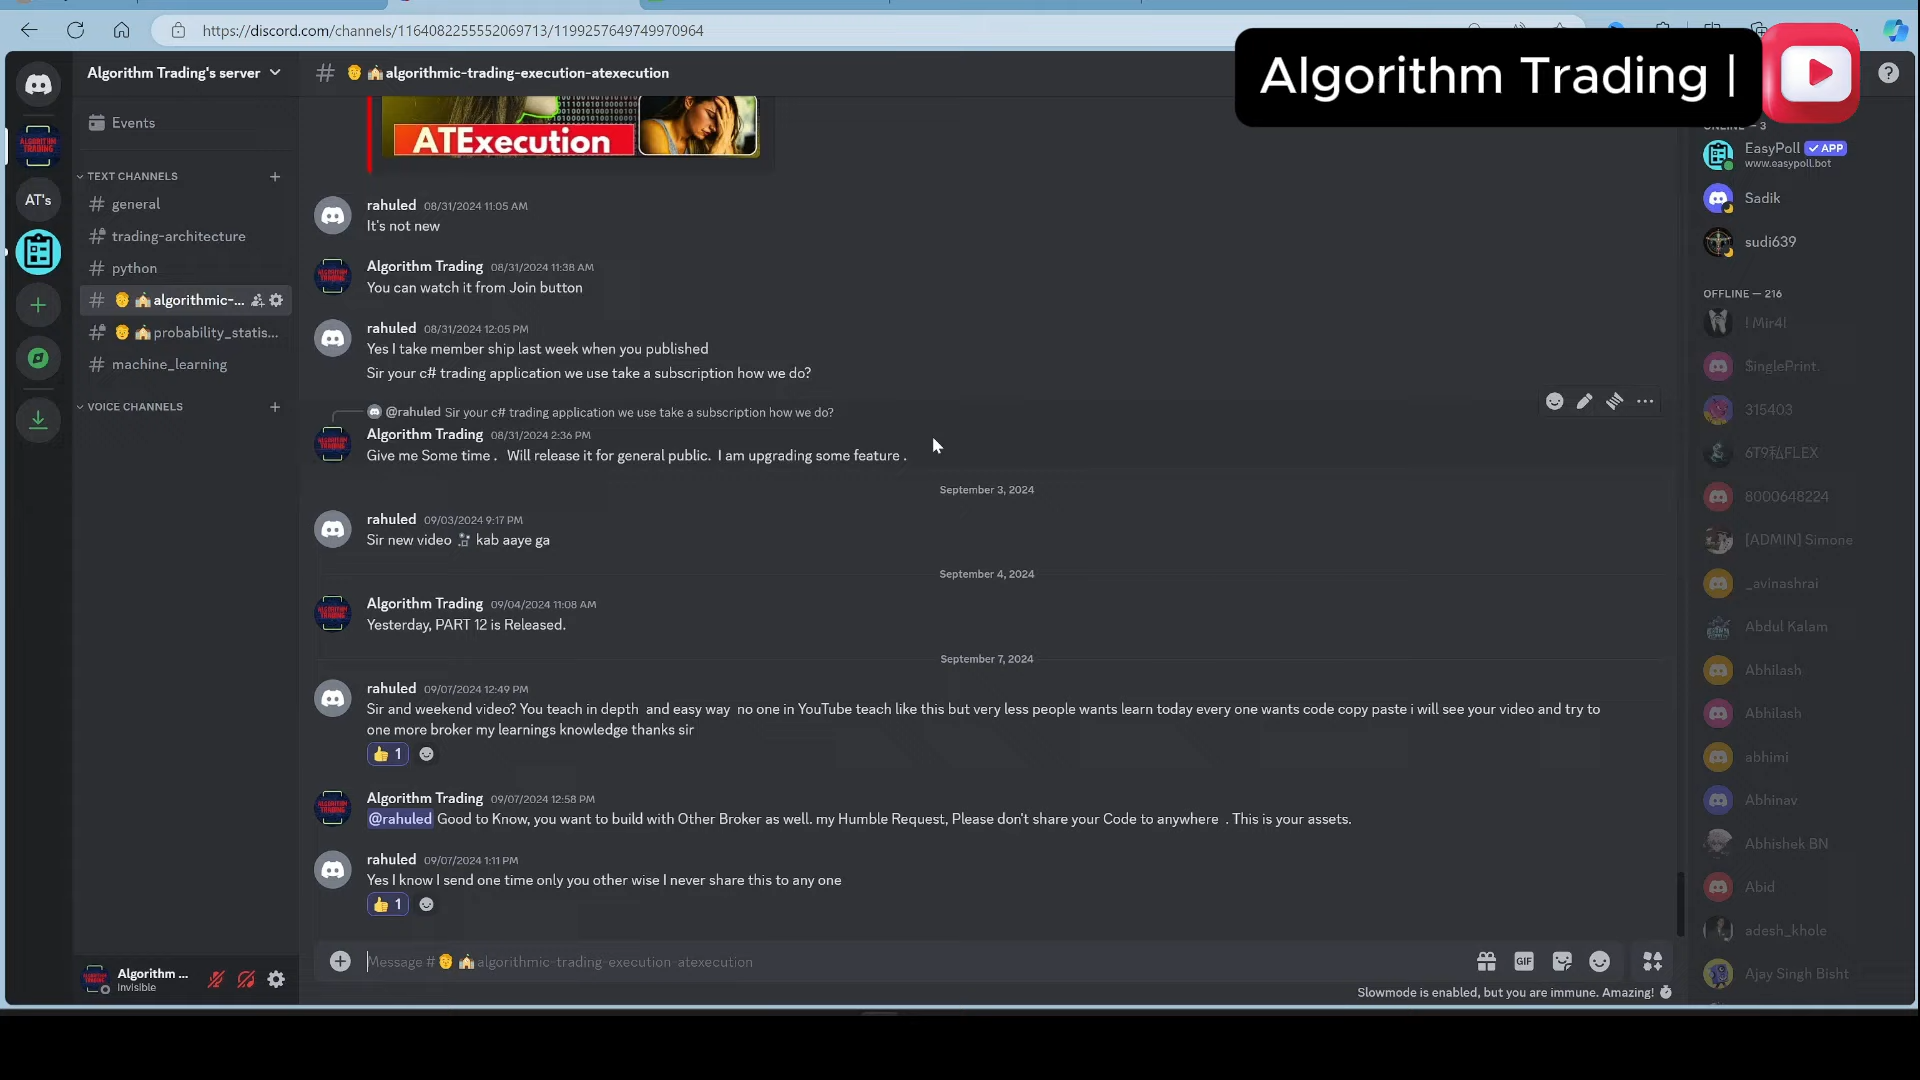 https://discord.com/channels/1164082255552069713/1199257649749970964
Algorithm Trading |
Algorithm Trading's server
Events
TEXT CHANNELS
general
trading-architecture
python
algorithmic-...
probability_statis...
machine_learning
VOICE CHANNELS
AT's
algorithmic-trading-execution-atexecution
ATExecution
rahuled 08/31/2024 11:05 AM
It's not new
Algorithm Trading 08/31/2024 11:38 AM
You can watch it from Join button
rahuled 08/31/2024 12:05 PM
Yes I take member ship last week when you published
Sir your c# trading application we use take a subscription how we do?
@rahuled Sir your c# trading application we use take a subscription how we do?
Algorithm Trading 08/31/2024 2:36 PM
Give me Some time . Will release it for general public. I am upgrading some feature .
September 3, 2024
rahuled 09/03/2024 9:17 PM
Sir new video kab aaye ga
September 4, 2024
Algorithm Trading 09/04/2024 11:08 AM
Yesterday, PART 12 is Released.
September 7, 2024
rahuled 09/07/2024 12:49 PM
Sir and weekend video? You teach in depth and easy way no one in YouTube teach like this but very less people wants learn today every one wants code copy paste i will see your video and try to
one more broker my learnings knowledge thanks sir
👍 1
Algorithm Trading 09/07/2024 12:58 PM
@rahuled Good to Know, you want to build with Other Broker as well. my Humble Request, Please don't share your Code to anywhere . This is your assets.
rahuled 09/07/2024 1:11 PM
Yes I know I send one time only you other wise I never share this to any one
👍 1
Message # algorithmic-trading-execution-atexecution
GIF
Slowmode is enabled, but you are immune. Amazing!
Algorithm ...
Invisible
ONLINE — 3
EasyPoll ✓ APP
www.easypoll.bot
Sadik
sudi639
OFFLINE — 216
! Mir4!
$inglePrint.
315403
6T9私FLEX
8000648224
[ADMIN] Simone
_avinashrai
Abdul Kalam
Abhilash
Abhilash
abhimi
Abhinav
Abhishek BN
Abid
adesh_khole
Ajay Singh Bisht